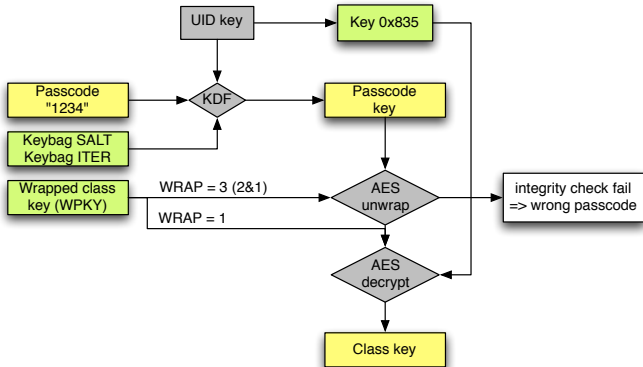 UID key
Key 0x835
Passcode
"1234"
KDF
Passcode
key
Keybag SALT
Keybag ITER
Wrapped class
key (WPKY)
WRAP = 3 (2&1)
WRAP = 1
AES
unwrap
integrity check fail
=> wrong passcode
AES
decrypt
Class key